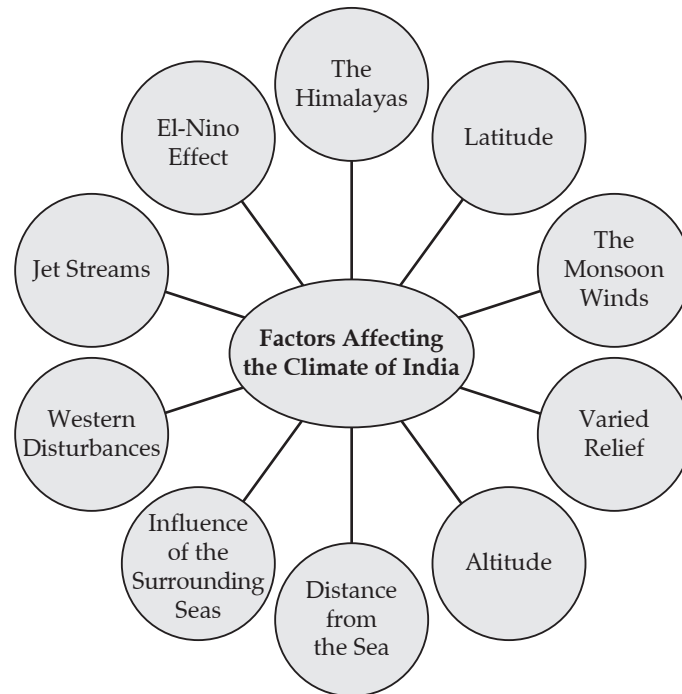 The
Himalayas
Latitude
The
Monsoon
Winds
Varied
Relief
Altitude
Distance
from
the Sea
Influence
of the
Surrounding
Seas
Western
Disturbances
Jet Streams
El-Nino
Effect
Factors Affecting
the Climate of India